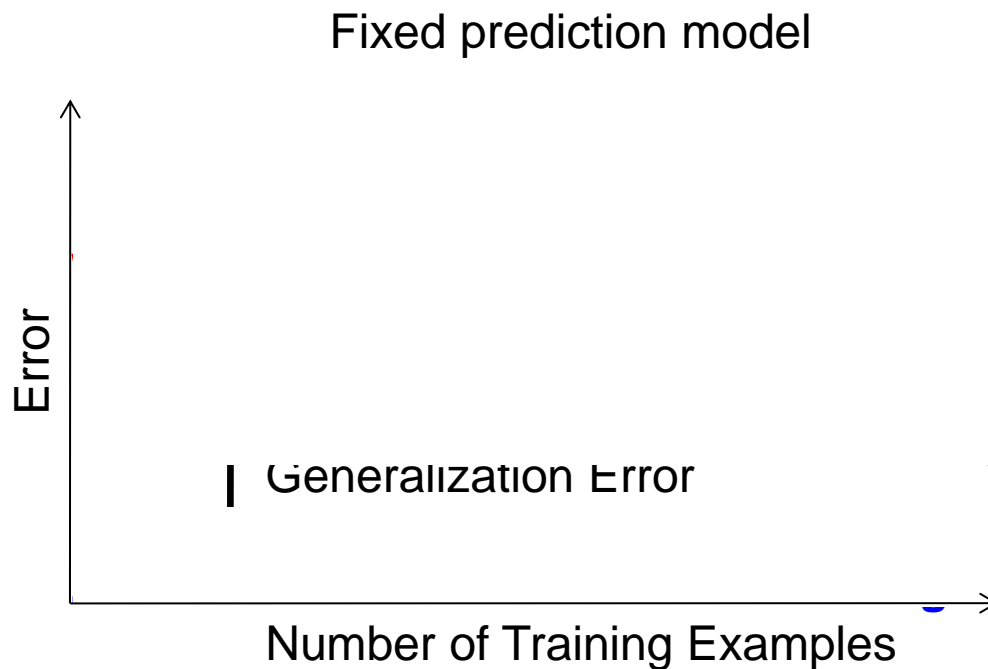 Fixed prediction model
Error
Generalization Error
Number of Training Examples